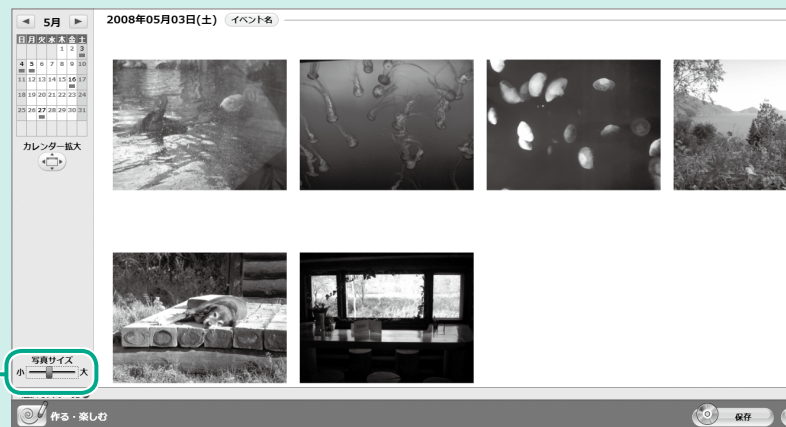 5月
2008年05月03日(土) イベント名
日月火水木金土
1 2 3
4 5 6 7 8 9 10
11 12 13 14 15 16 17
18 19 20 21 22 23 24
25 26 27 28 29 30 31
カレンダー拡大
写真サイズ
小 大
作る・楽しむ
保存